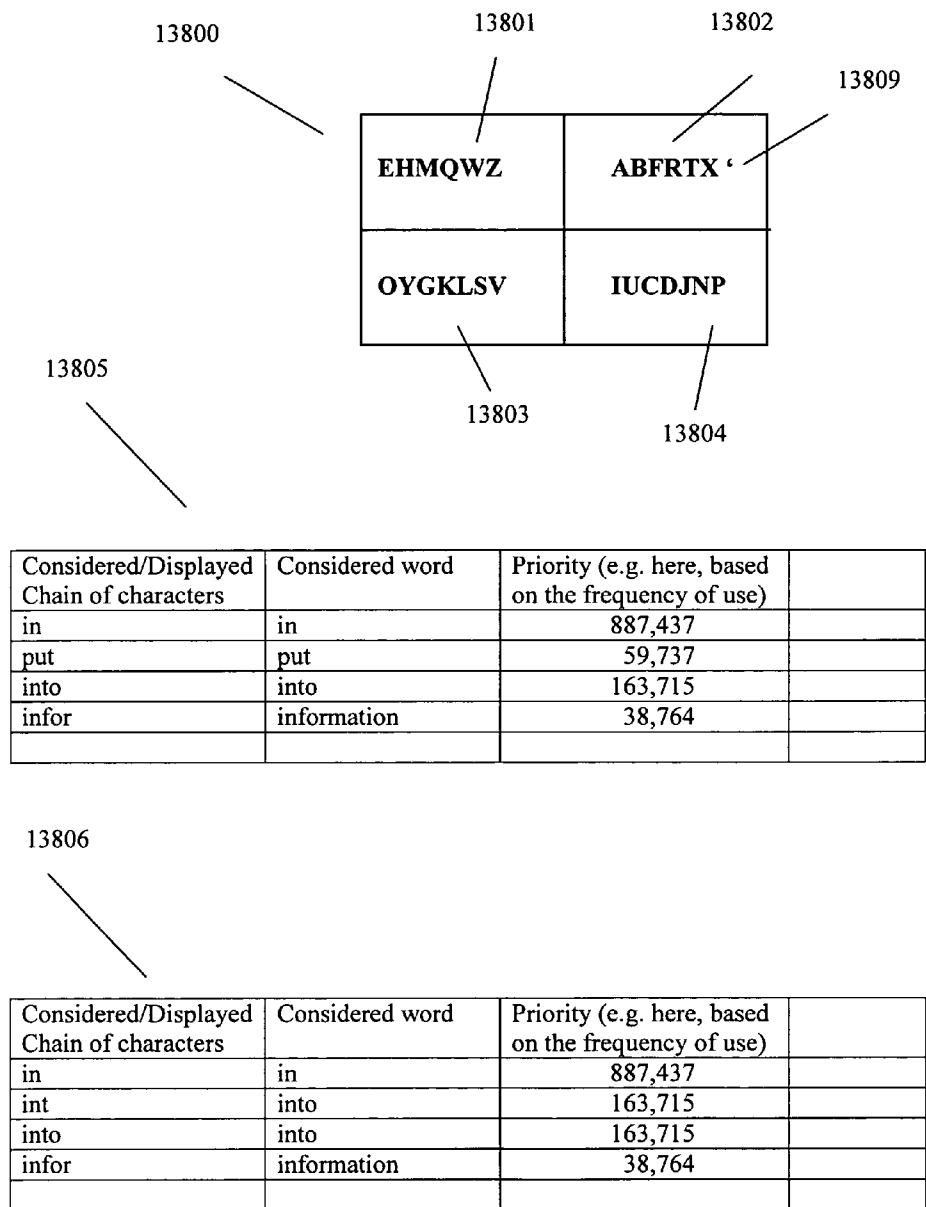 13800
13801
13802
13809
EHMQWZ
ABFRTX ‘
OYGKLSV
IUCDJNP
13803
13804
13805
Considered/Displayed Chain of characters
Considered word
Priority (e.g. here, based on the frequency of use)
in in 887,437
put put 59,737
into into 163,715
infor information 38,764
13806
Considered/Displayed Chain of characters
Considered word
Priority (e.g. here, based on the frequency of use)
in in 887,437
int into 163,715
into into 163,715
infor information 38,764